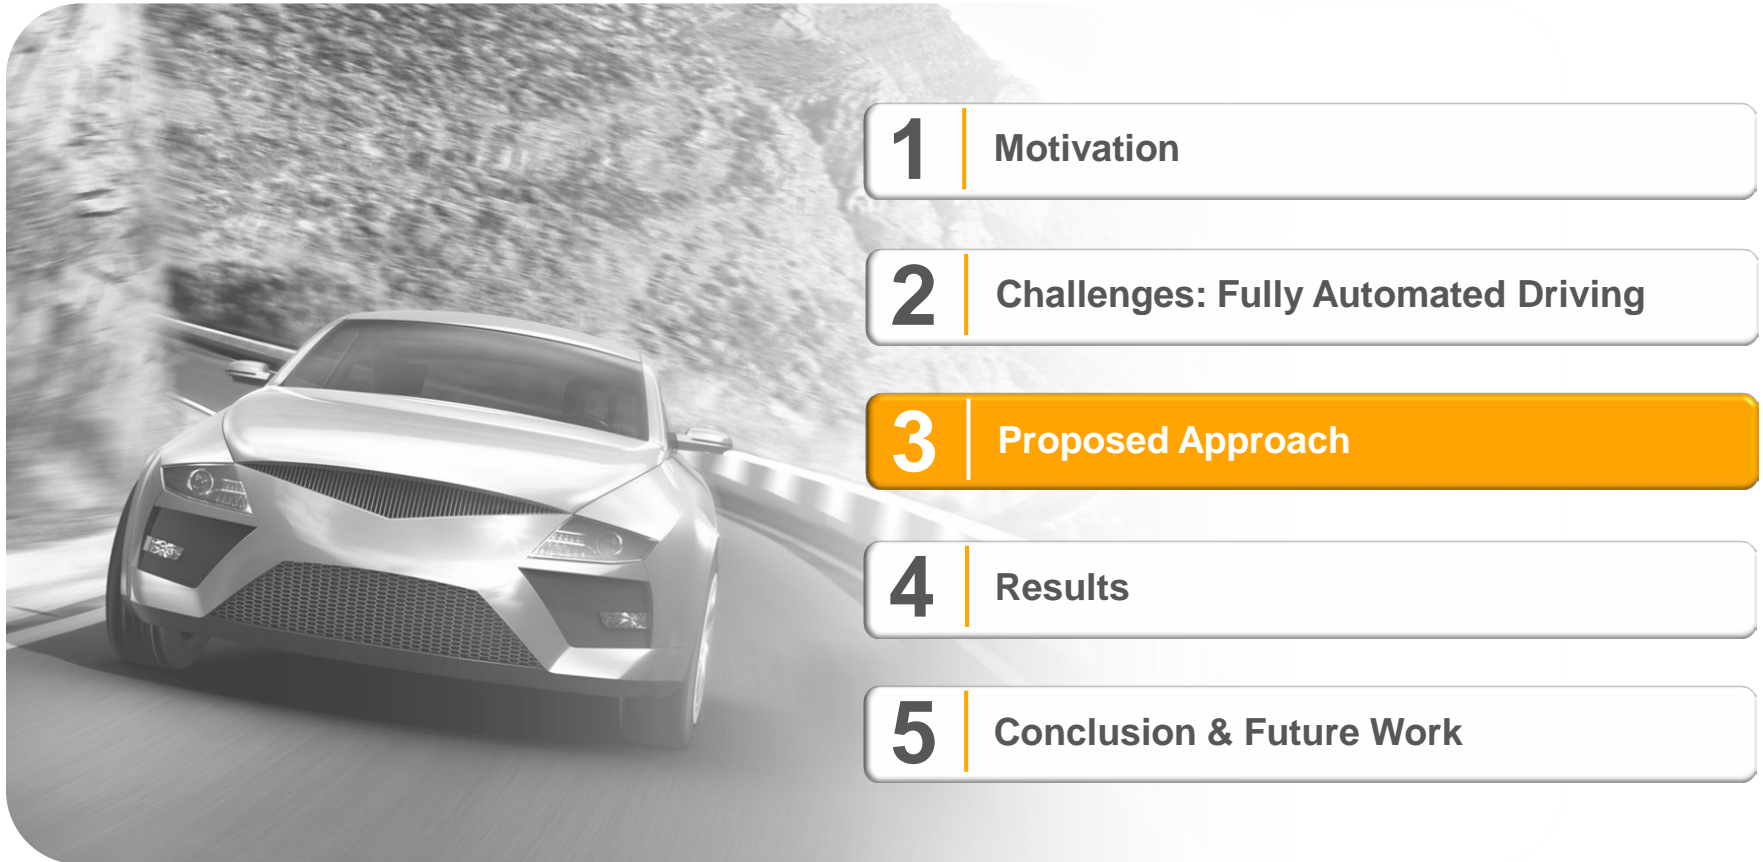 1 Motivation
2 Challenges: Fully Automated Driving
3 Proposed Approach
4 Results
5 Conclusion & Future Work